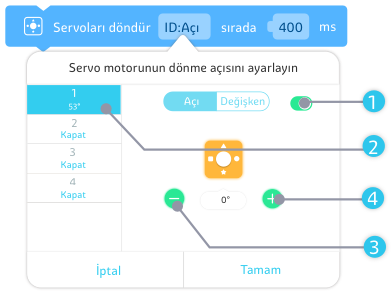 Servoları döndür ID:Açı sırada 400 ms
Servo motorunun dönme açısını ayarlayın
1
53°
Açı Değişken
1
2
Kapat
2
3
Kapat
4
Kapat
0°
4
3
İptal Tamam